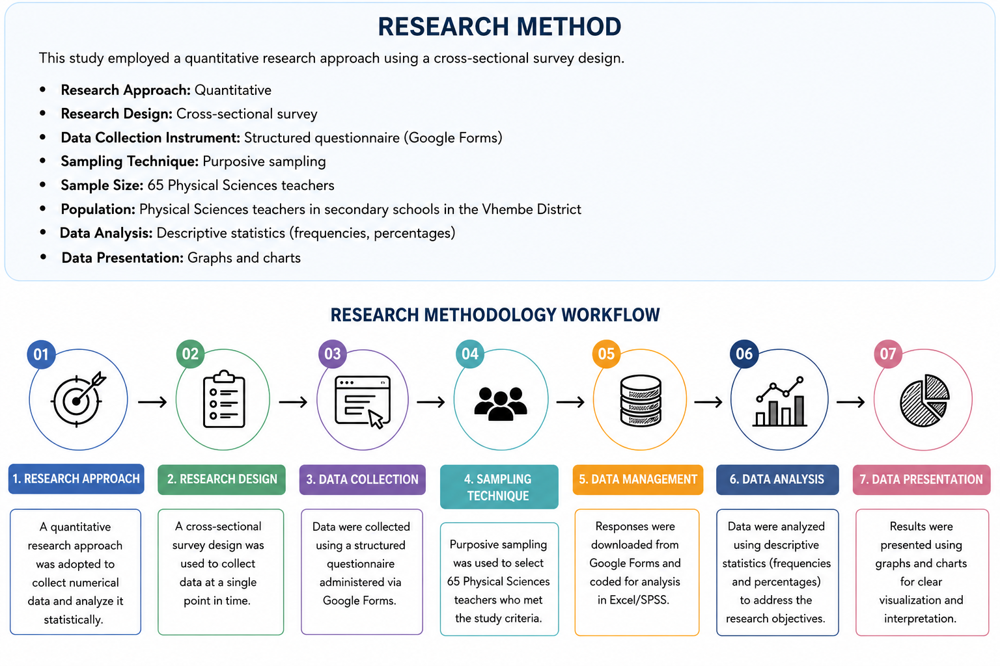 RESEARCH METHOD
This study employed a quantitative research approach using a cross-sectional survey design.
• Research Approach: Quantitative
• Research Design: Cross-sectional survey
• Data Collection Instrument: Structured questionnaire (Google Forms)
• Sampling Technique: Purposive sampling
• Sample Size: 65 Physical Sciences teachers
• Population: Physical Sciences teachers in secondary schools in the Vhembe District
• Data Analysis: Descriptive statistics (frequencies, percentages)
• Data Presentation: Graphs and charts
RESEARCH METHODOLOGY WORKFLOW
01
02
03
04
05
06
07
1. RESEARCH APPROACH
A quantitative
research approach
was adopted to
collect numerical
data and analyze it
statistically.
2. RESEARCH DESIGN
A cross-sectional
survey design was
used to collect
data at a single
point in time.
3. DATA COLLECTION
Data were collected
using a structured
questionnaire
administered via
Google Forms.
4. SAMPLING
TECHNIQUE
Purposive sampling
was used to select
65 Physical Sciences
teachers who met
the study criteria.
5. DATA MANAGEMENT
Responses were
downloaded from
Google Forms and
coded for analysis
in Excel/SPSS.
6. DATA ANALYSIS
Data were analyzed
using descriptive
statistics (frequencies
and percentages)
to address the
research objectives.
7. DATA PRESENTATION
Results were
presented using
graphs and charts
for clear
visualization and
interpretation.